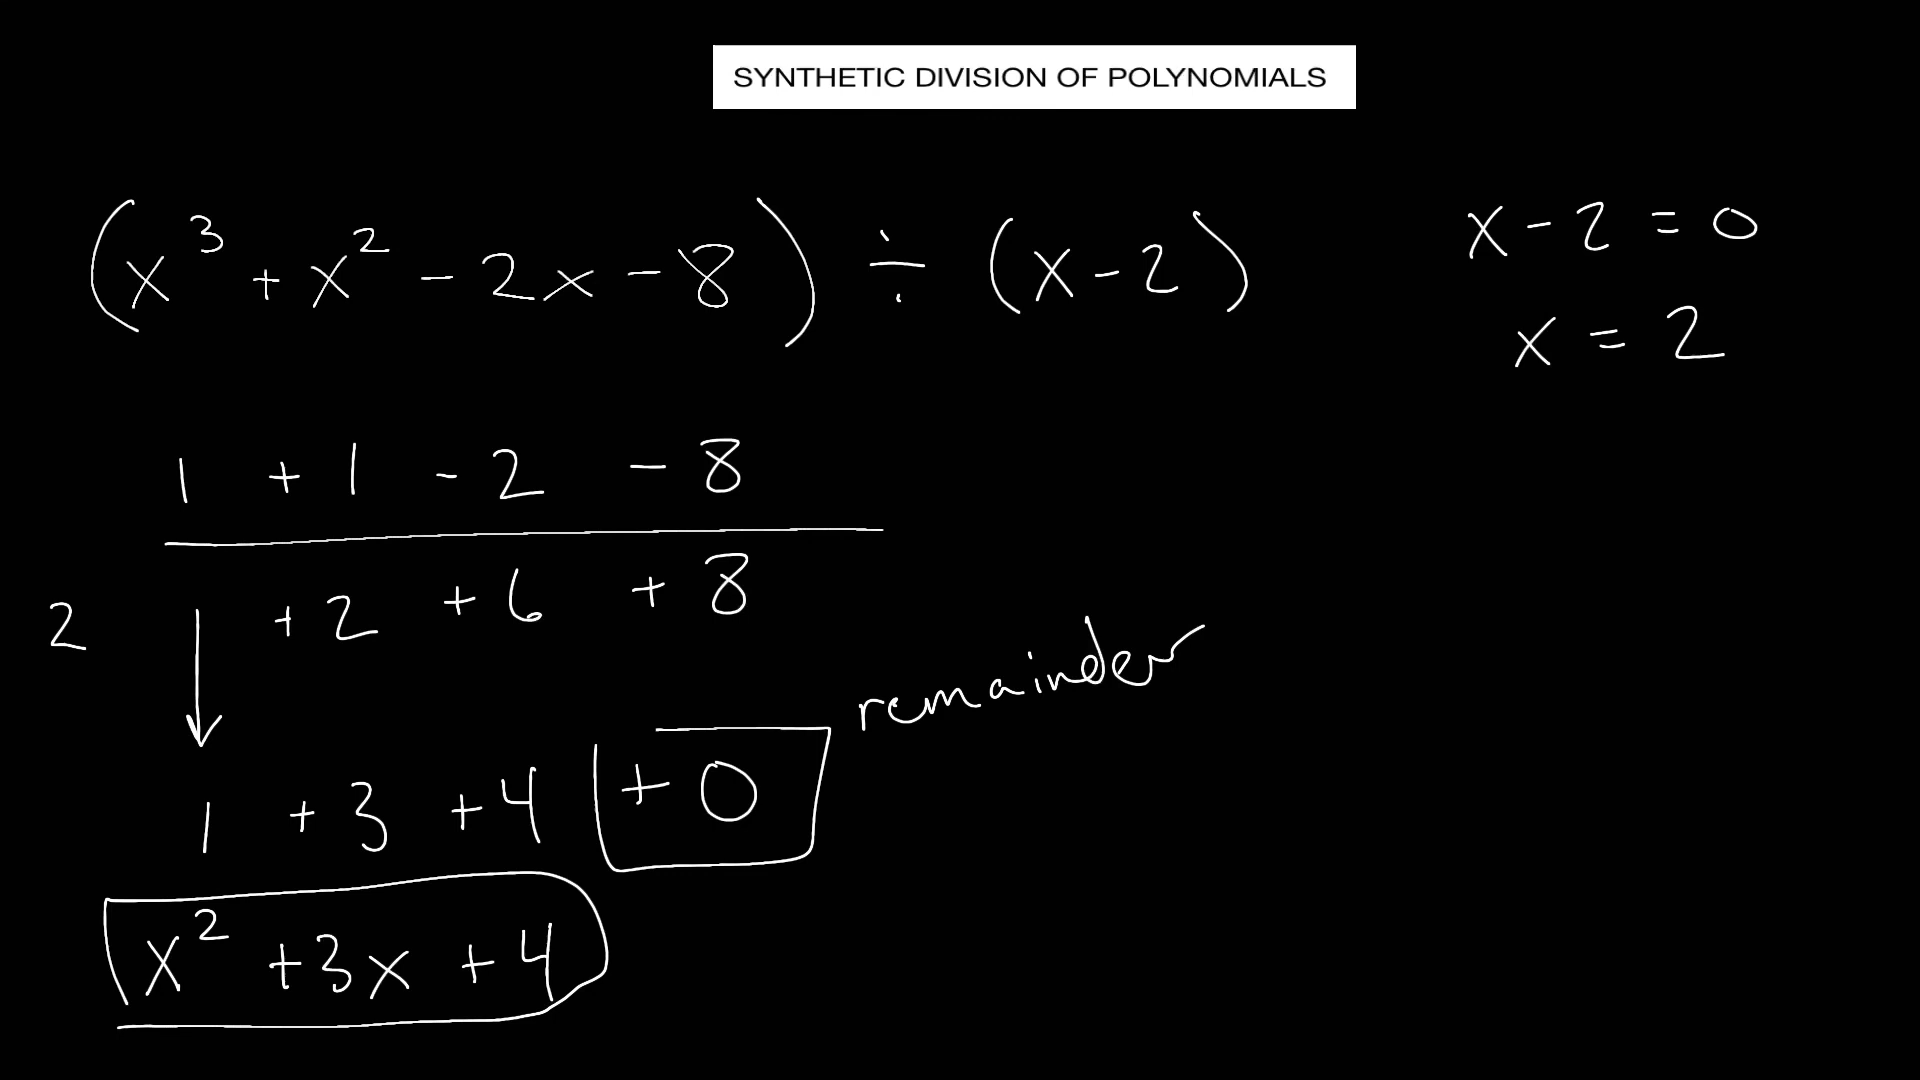 SYNTHETIC DIVISION OF POLYNOMIALS
(x³ + x² - 2x - 8) ÷ (x - 2)
x - 2 = 0
x = 2
1 + 1 - 2 - 8
2 + 2 + 6 + 8
remainder
1 + 3 + 4 + 0
x² + 3x + 4